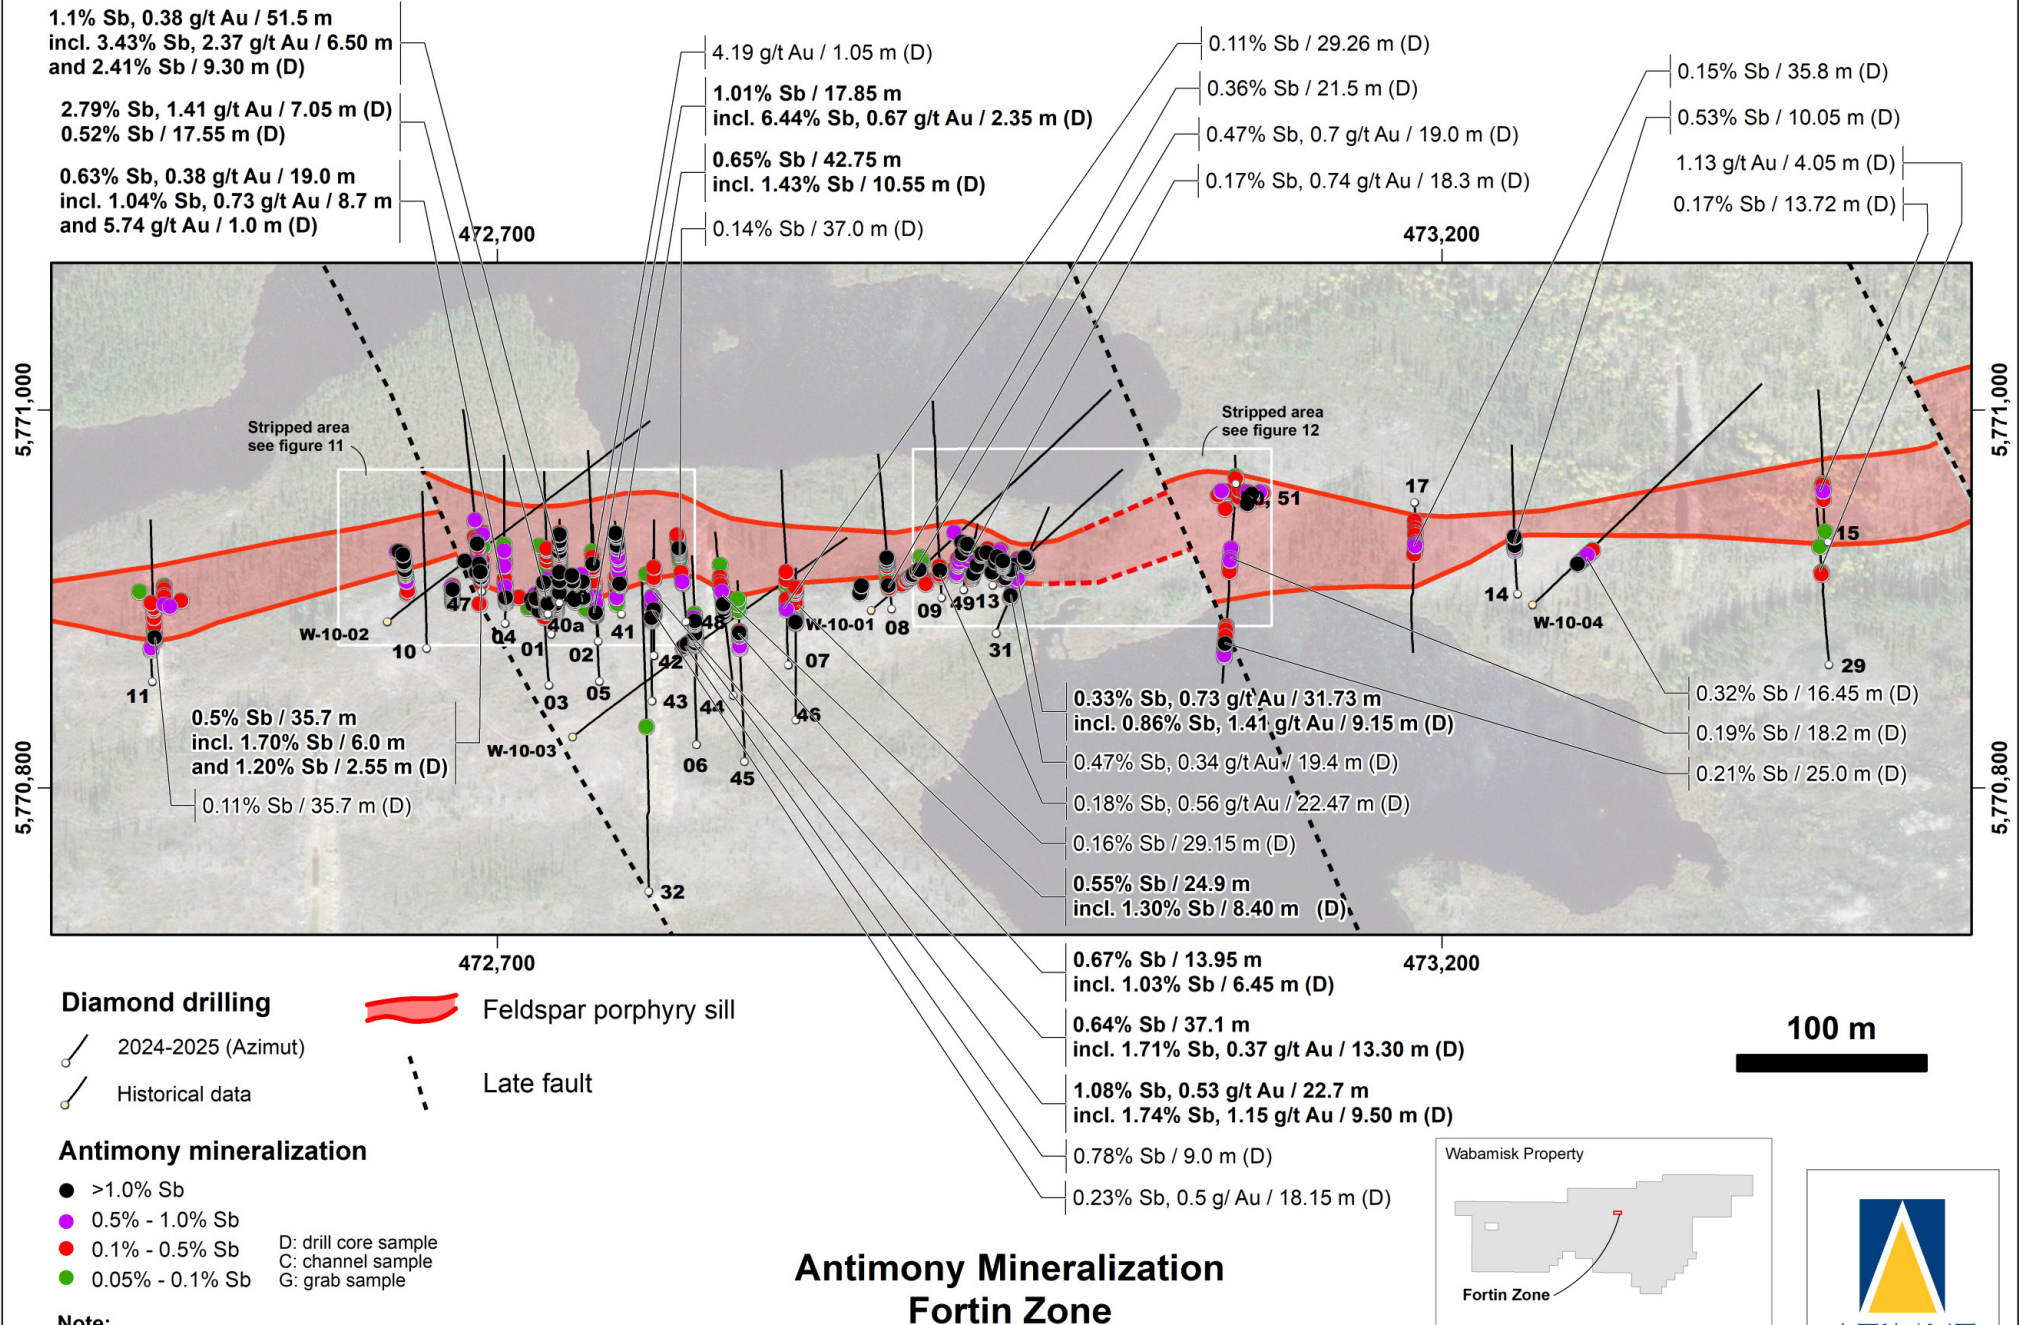 1.1% Sb, 0.38 g/t Au / 51.5 m
incl. 3.43% Sb, 2.37 g/t Au / 6.50 m
and 2.41% Sb / 9.30 m (D)
2.79% Sb, 1.41 g/t Au / 7.05 m (D)
0.52% Sb / 17.55 m (D)
0.63% Sb, 0.38 g/t Au / 19.0 m
incl. 1.04% Sb, 0.73 g/t Au / 8.7 m
and 5.74 g/t Au / 1.0 m (D)
4.19 g/t Au / 1.05 m (D)
1.01% Sb / 17.85 m
incl. 6.44% Sb, 0.67 g/t Au / 2.35 m (D)
0.65% Sb / 42.75 m
incl. 1.43% Sb / 10.55 m (D)
0.14% Sb / 37.0 m (D)
0.11% Sb / 29.26 m (D)
0.36% Sb / 21.5 m (D)
0.47% Sb, 0.7 g/t Au / 19.0 m (D)
0.17% Sb, 0.74 g/t Au / 18.3 m (D)
0.15% Sb / 35.8 m (D)
0.53% Sb / 10.05 m (D)
1.13 g/t Au / 4.05 m (D)
0.17% Sb / 13.72 m (D)
472,700
473,200
5,771,000
5,771,000
Stripped area
see figure 11
Stripped area
see figure 12
17
51
15
47
W-10-02
10
04
01
40a
02
41
48
W-10-01
08
09
49
13
31
14
W-10-04
29
11
03
05
42
43
44
07
46
W-10-03
06
45
32
0.5% Sb / 35.7 m
incl. 1.70% Sb / 6.0 m
and 1.20% Sb / 2.55 m (D)
0.11% Sb / 35.7 m (D)
5,770,800
5,770,800
0.33% Sb, 0.73 g/t Au / 31.73 m
incl. 0.86% Sb, 1.41 g/t Au / 9.15 m (D)
0.47% Sb, 0.34 g/t Au / 19.4 m (D)
0.18% Sb, 0.56 g/t Au / 22.47 m (D)
0.16% Sb / 29.15 m (D)
0.55% Sb / 24.9 m
incl. 1.30% Sb / 8.40 m (D)
0.32% Sb / 16.45 m (D)
0.19% Sb / 18.2 m (D)
0.21% Sb / 25.0 m (D)
472,700
473,200
0.67% Sb / 13.95 m
incl. 1.03% Sb / 6.45 m (D)
0.64% Sb / 37.1 m
incl. 1.71% Sb, 0.37 g/t Au / 13.30 m (D)
1.08% Sb, 0.53 g/t Au / 22.7 m
incl. 1.74% Sb, 1.15 g/t Au / 9.50 m (D)
0.78% Sb / 9.0 m (D)
0.23% Sb, 0.5 g/ Au / 18.15 m (D)
Diamond drilling
2024-2025 (Azimut)
Historical data
Feldspar porphyry sill
Late fault
100 m
Antimony mineralization
>1.0% Sb
0.5% - 1.0% Sb
0.1% - 0.5% Sb
0.05% - 0.1% Sb
D: drill core sample
C: channel sample
G: grab sample
Note:
Antimony Mineralization
Fortin Zone
Wabamisk Property
Fortin Zone